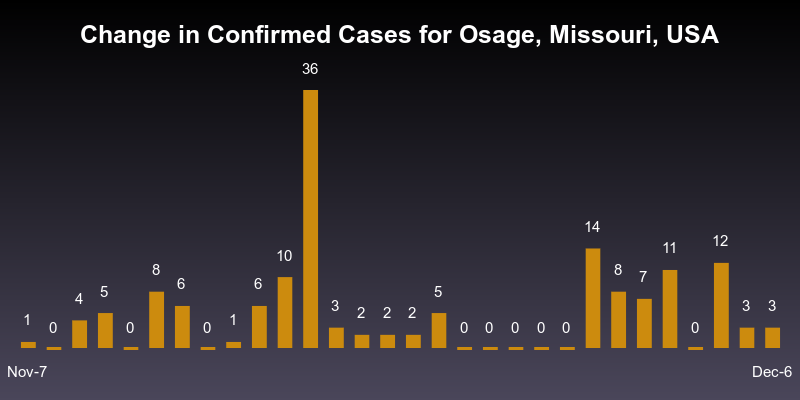 Change in Confirmed Cases for Osage, Missouri, USA
1 0 4 5 0 8 6 0 1 6 10 36 3 2 2 2 5 0 0 0 0 0 14 8 7 11 0 12 3 3
Nov-7 Dec-6